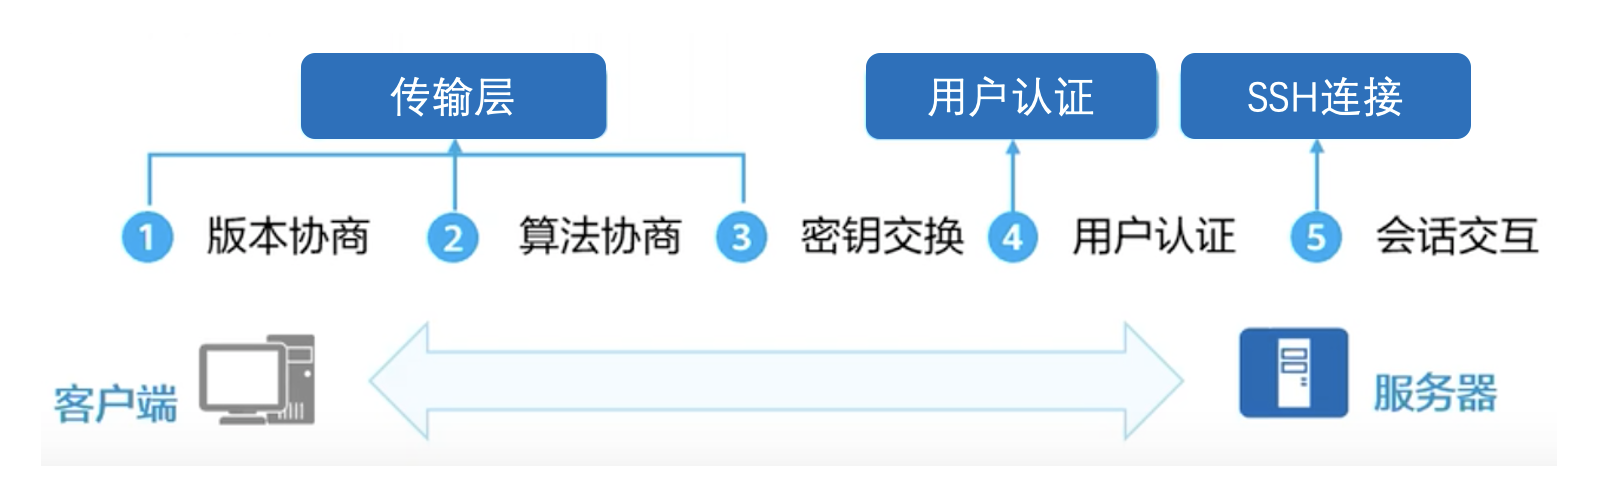 传输层
用户认证
SSH连接
1 版本协商
2 算法协商
3 密钥交换
4 用户认证
5 会话交互
客户端
服务器